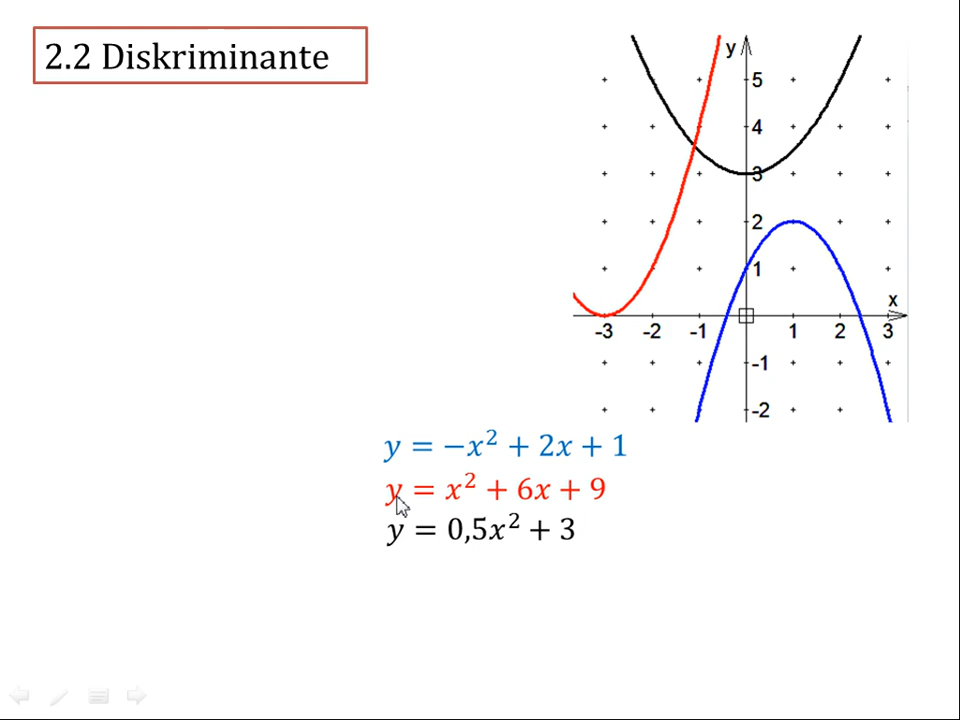 2.2 Diskriminante
y
5
4
3
2
1
x
-3 -2 -1 1 2 3
-1
-2
y = −x² + 2x + 1
y = x² + 6x + 9
y = 0,5x² + 3